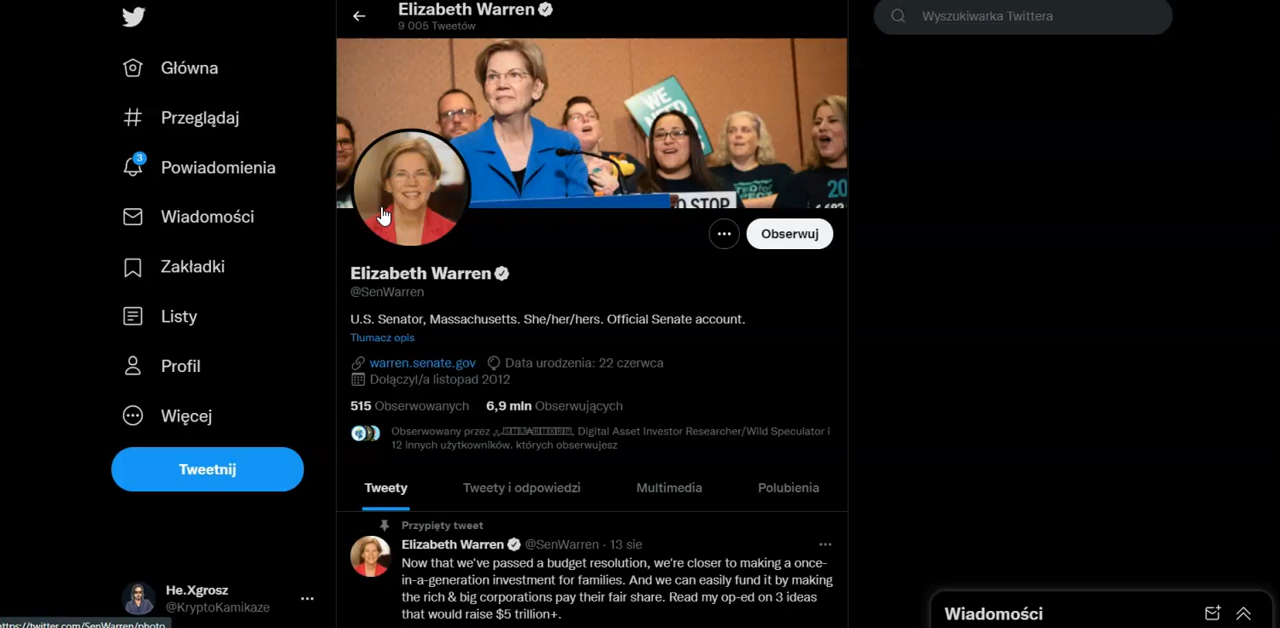 Elizabeth Warren
9 005 Tweetów
Wyszukiwarka Twittera
Główna
Przeglądaj
3
Powiadomienia
Wiadomości
Zakładki
Listy
Profil
Więcej
Tweetnij
He.Xgrosz
@KryptoKamikaze
https://twitter.com/SenWarren/photo
WE
TO STOP
20
Obserwuj
Elizabeth Warren
@SenWarren
U.S. Senator, Massachusetts. She/her/hers. Official Senate account.
Tłumacz opis
warren.senate.gov Data urodzenia: 22 czerwca
Dołączył/a listopad 2012
515 Obserwowanych 6,9 mln Obserwujących
Obserwowany przez , Digital Asset Investor Researcher/Wild Speculator i
12 innych użytkowników, których obserwujesz
Tweety Tweety i odpowiedzi Multimedia Polubienia
Przypięty tweet
Elizabeth Warren @SenWarren · 13 sie
Now that we've passed a budget resolution, we're closer to making a once-
in-a-generation investment for families. And we can easily fund it by making
the rich & big corporations pay their fair share. Read my op-ed on 3 ideas
that would raise $5 trillion+.
Wiadomości